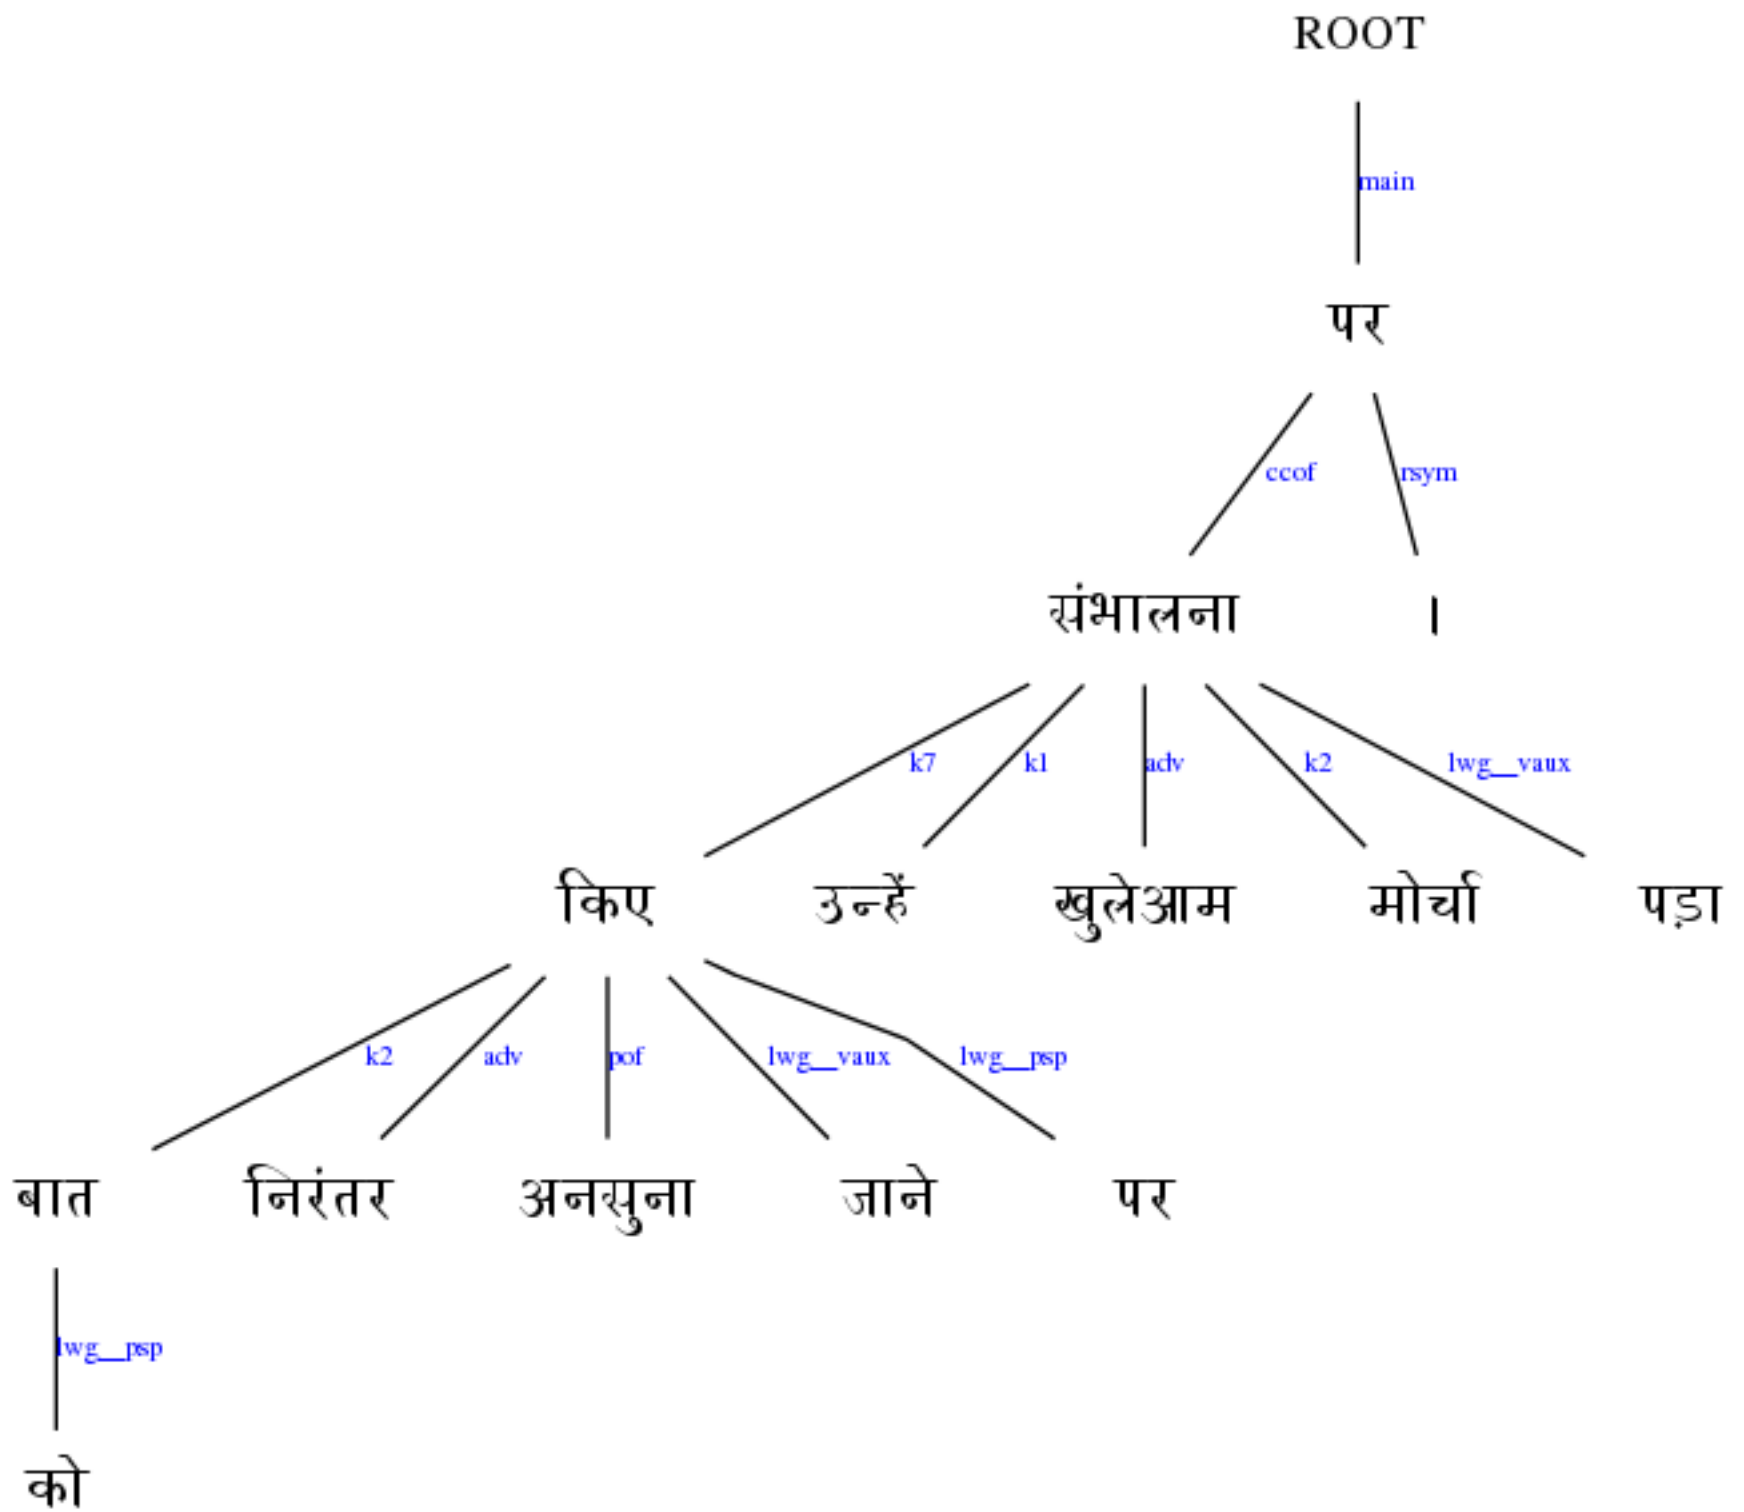 ROOT
main
पर
ccof rsym
संभालना ।
k7 k1 adv k2 lwg__vaux
किए उन्हें खुलेआम मोर्चा पड़ा
k2 adv pof lwg__vaux lwg__psp
बात निरंतर अनसुना जाने पर
lwg__psp
को